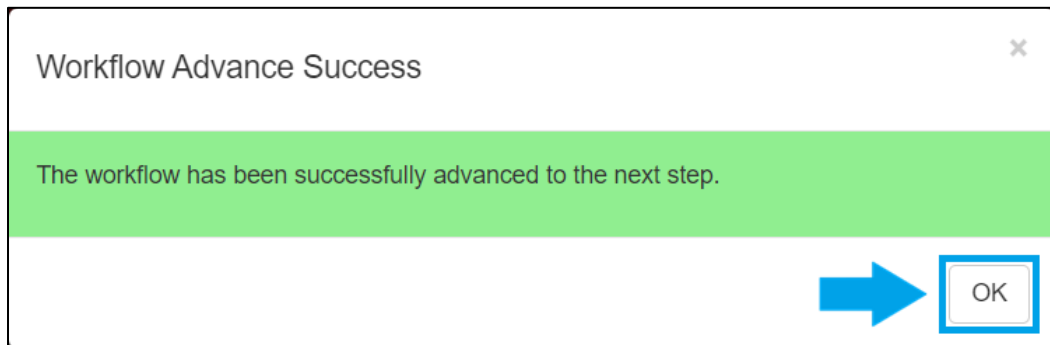 Workflow Advance Success
×
The workflow has been successfully advanced to the next step.
OK